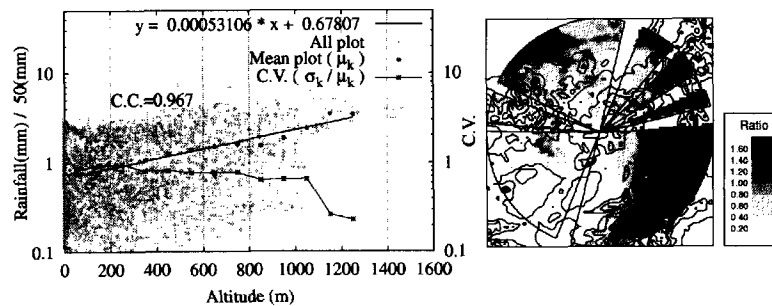 y = 0.00053106 * x + 0.67807
All plot
Mean plot ( μk )
C.V. ( σk / μk )
C.C.=0.967
Rainfall(mm) / 50(mm)
10
1
0.1
0 200 400 600 800 1000 1200 1400 1600
Altitude (m)
10
1
0.1
C.V.
Ratio
1.60
1.40
1.20
1.00
0.80
0.60
0.40
0.20